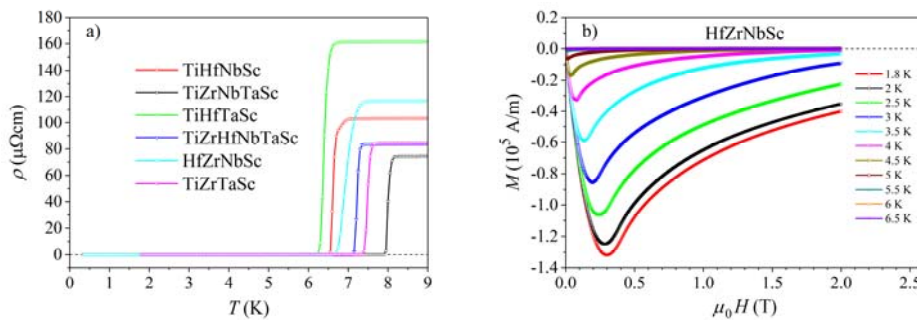 a)
TiHfNbSc
TiZrNbTaSc
TiHfTaSc
TiZrHfNbTaSc
HfZrNbSc
TiZrTaSc
160
140
120
100
80
60
40
20
0
ρ (μΩcm)
0 1 2 3 4 5 6 7 8 9
T (K)
b)
HfZrNbSc
0.2
0.0
-0.2
-0.4
-0.6
-0.8
-1.0
-1.2
-1.4
M (10⁵ A/m)
1.8 K
2 K
2.5 K
3 K
3.5 K
4 K
4.5 K
5 K
5.5 K
6 K
6.5 K
0.0 0.5 1.0 1.5 2.0 2.5
μ₀ H (T)